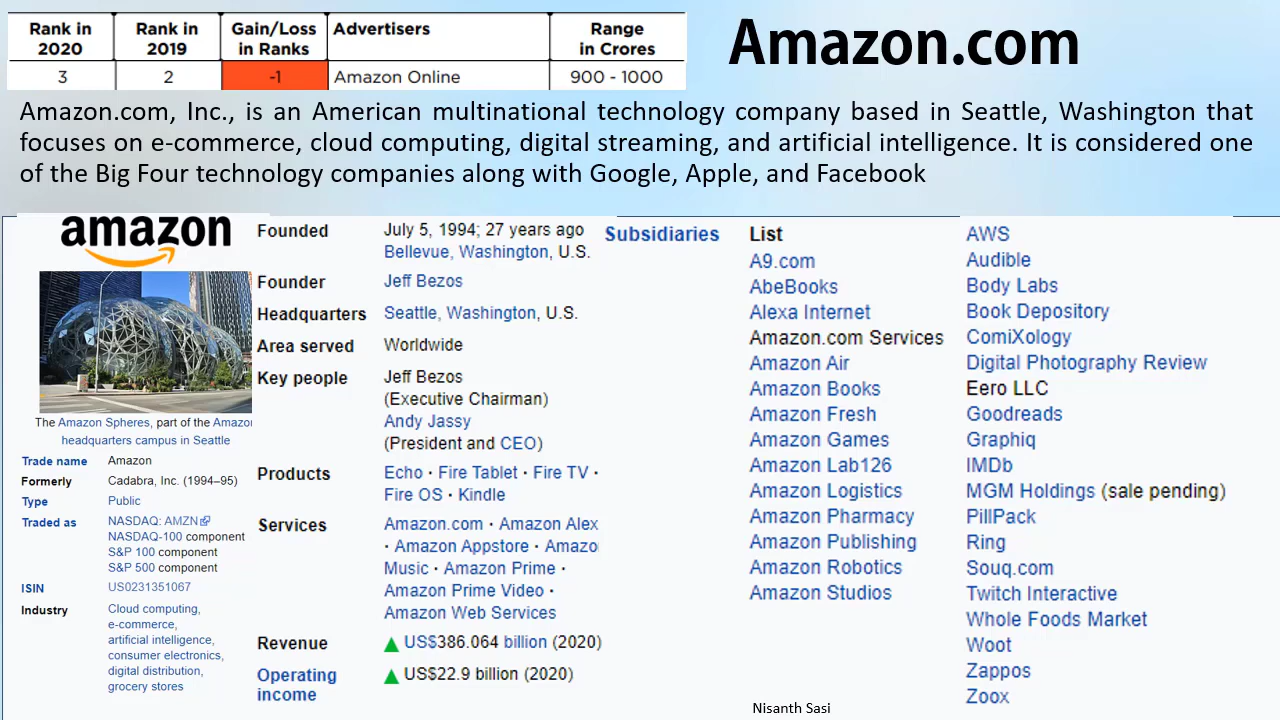 Rank in 2020 Rank in 2019 Gain/Loss in Ranks Advertisers Range in Crores
3 2 -1 Amazon Online 900 - 1000
Amazon.com
Amazon.com, Inc., is an American multinational technology company based in Seattle, Washington that
focuses on e-commerce, cloud computing, digital streaming, and artificial intelligence. It is considered one
of the Big Four technology companies along with Google, Apple, and Facebook
amazon
The Amazon Spheres, part of the Amazon
headquarters campus in Seattle
Trade name Amazon
Formerly Cadabra, Inc. (1994–95)
Type Public
Traded as NASDAQ: AMZN
NASDAQ-100 component
S&P 100 component
S&P 500 component
ISIN US0231351067
Industry Cloud computing,
e-commerce,
artificial intelligence,
consumer electronics,
digital distribution,
grocery stores
Founded July 5, 1994; 27 years ago
Bellevue, Washington, U.S.
Founder Jeff Bezos
Headquarters Seattle, Washington, U.S.
Area served Worldwide
Key people Jeff Bezos
(Executive Chairman)
Andy Jassy
(President and CEO)
Products Echo · Fire Tablet · Fire TV ·
Fire OS · Kindle
Services Amazon.com · Amazon Alex
· Amazon Appstore · Amazo
Music · Amazon Prime ·
Amazon Prime Video ·
Amazon Web Services
Revenue ▲ US$386.064 billion (2020)
Operating income ▲ US$22.9 billion (2020)
Subsidiaries List
A9.com
AbeBooks
Alexa Internet
Amazon.com Services
Amazon Air
Amazon Books
Amazon Fresh
Amazon Games
Amazon Lab126
Amazon Logistics
Amazon Pharmacy
Amazon Publishing
Amazon Robotics
Amazon Studios
AWS
Audible
Body Labs
Book Depository
ComiXology
Digital Photography Review
Eero LLC
Goodreads
Graphiq
IMDb
MGM Holdings (sale pending)
PillPack
Ring
Souq.com
Twitch Interactive
Whole Foods Market
Woot
Zappos
Zoox
Nisanth Sasi